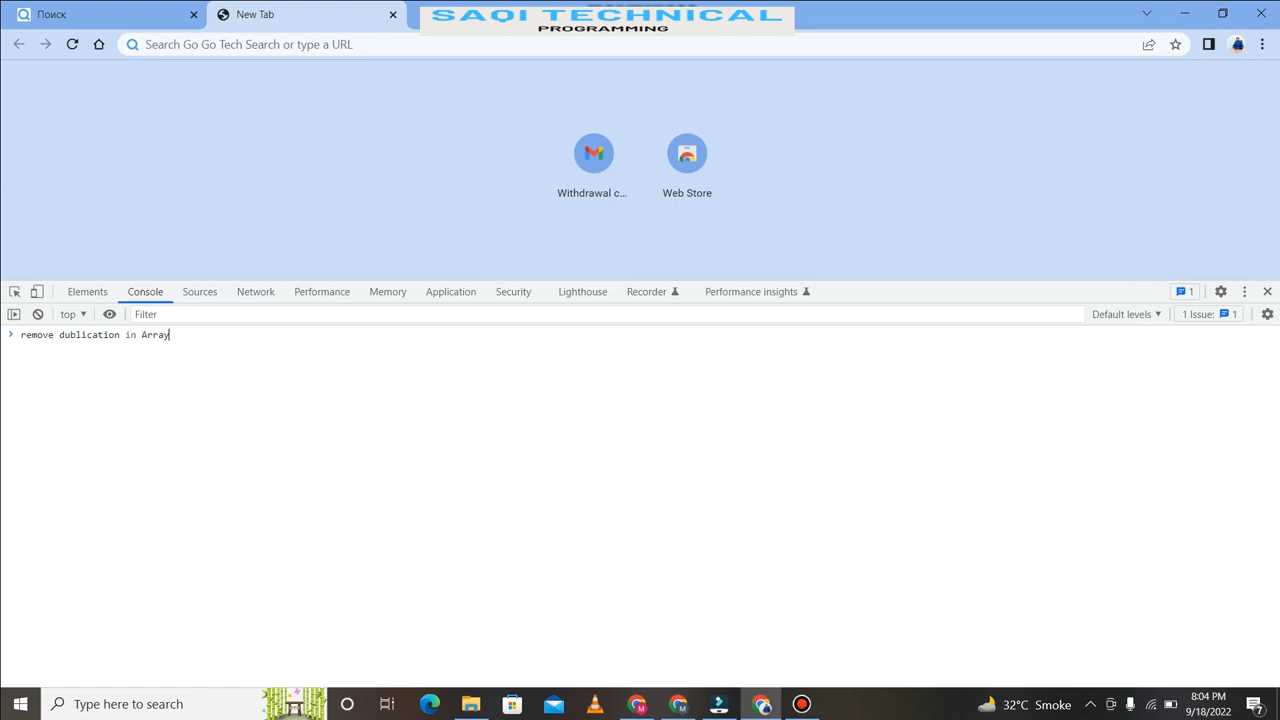 Поиск
New Tab
SAQI TECHNICAL
PROGRAMMING
Search Go Go Tech Search or type a URL
Withdrawal c...
Web Store
Elements Console Sources Network Performance Memory Application Security Lighthouse Recorder Performance insights 1
top Filter Default levels 1 Issue: 1
remove dublication in Array
Type here to search
32°C Smoke
8:04 PM
9/18/2022
7